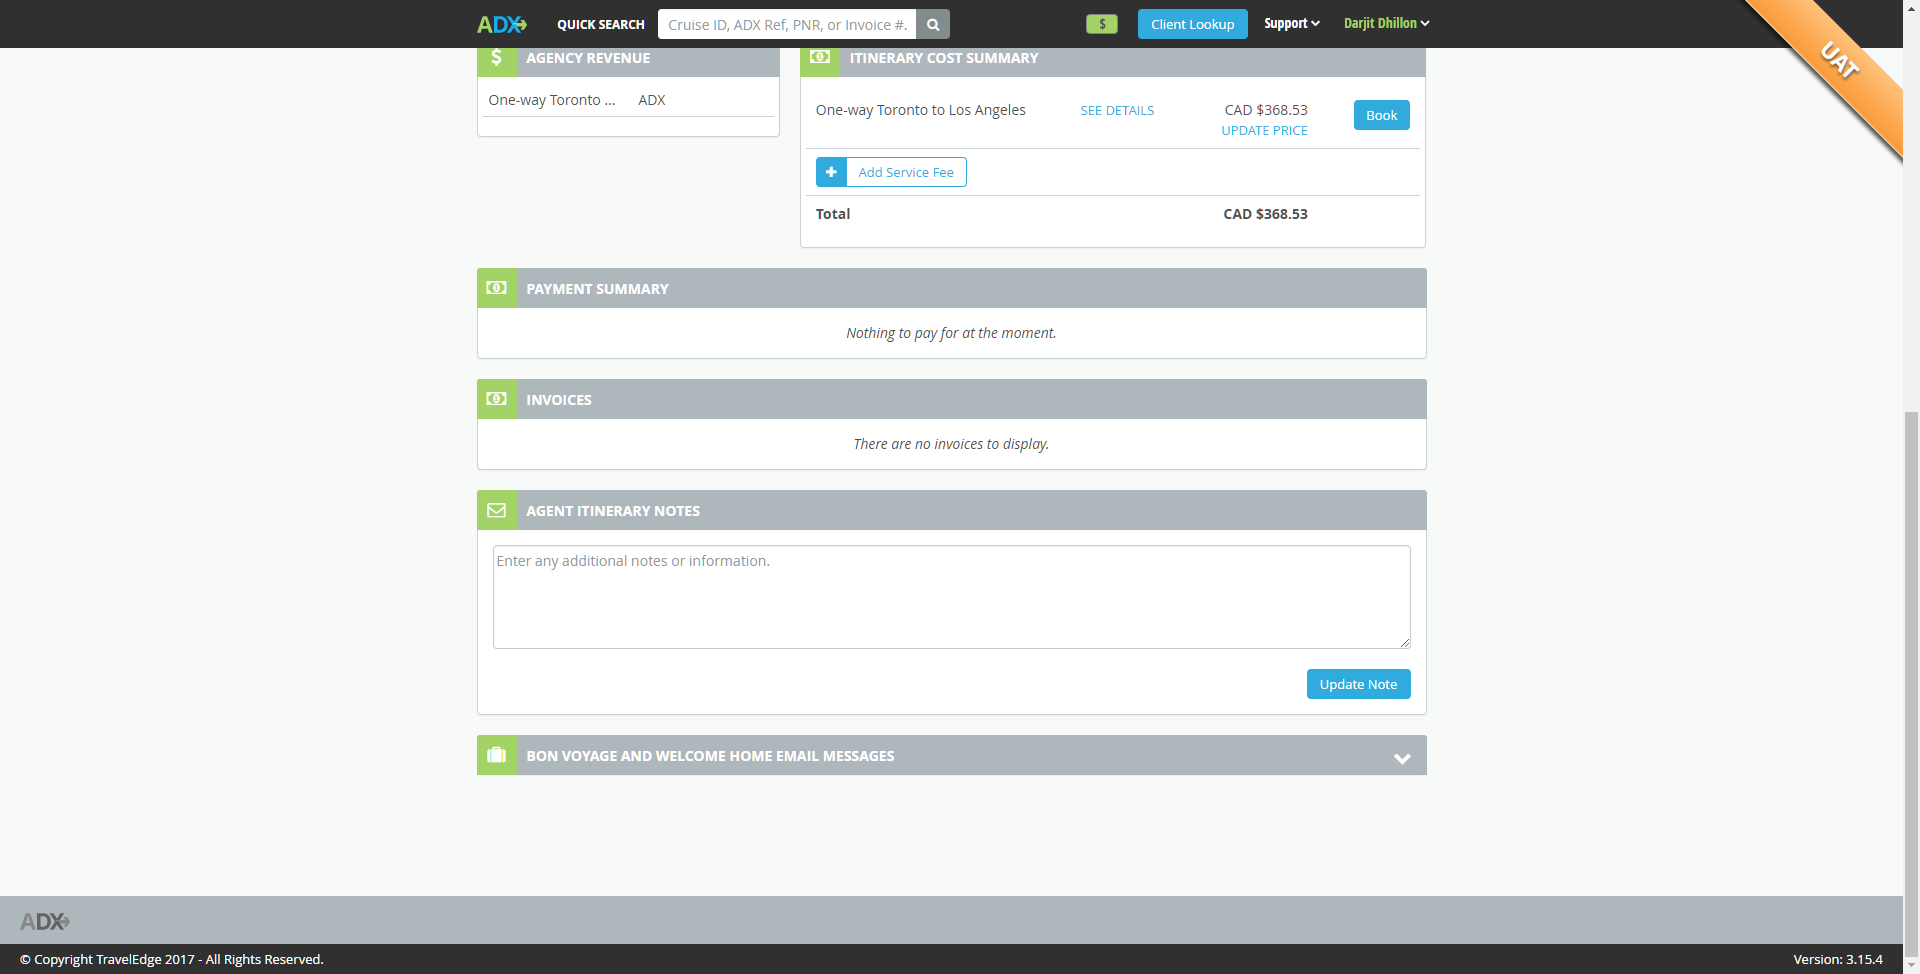 ADX QUICK SEARCH Cruise ID, ADX Ref, PNR, or Invoice #. $ Client Lookup Support Darjit Dhillon
UAT
$ AGENCY REVENUE
One-way Toronto ... ADX
ITINERARY COST SUMMARY
One-way Toronto to Los Angeles SEE DETAILS CAD $368.53 Book
UPDATE PRICE
Add Service Fee
Total CAD $368.53
PAYMENT SUMMARY
Nothing to pay for at the moment.
INVOICES
There are no invoices to display.
AGENT ITINERARY NOTES
Enter any additional notes or information.
Update Note
BON VOYAGE AND WELCOME HOME EMAIL MESSAGES
ADX
© Copyright TravelEdge 2017 - All Rights Reserved. Version: 3.15.4